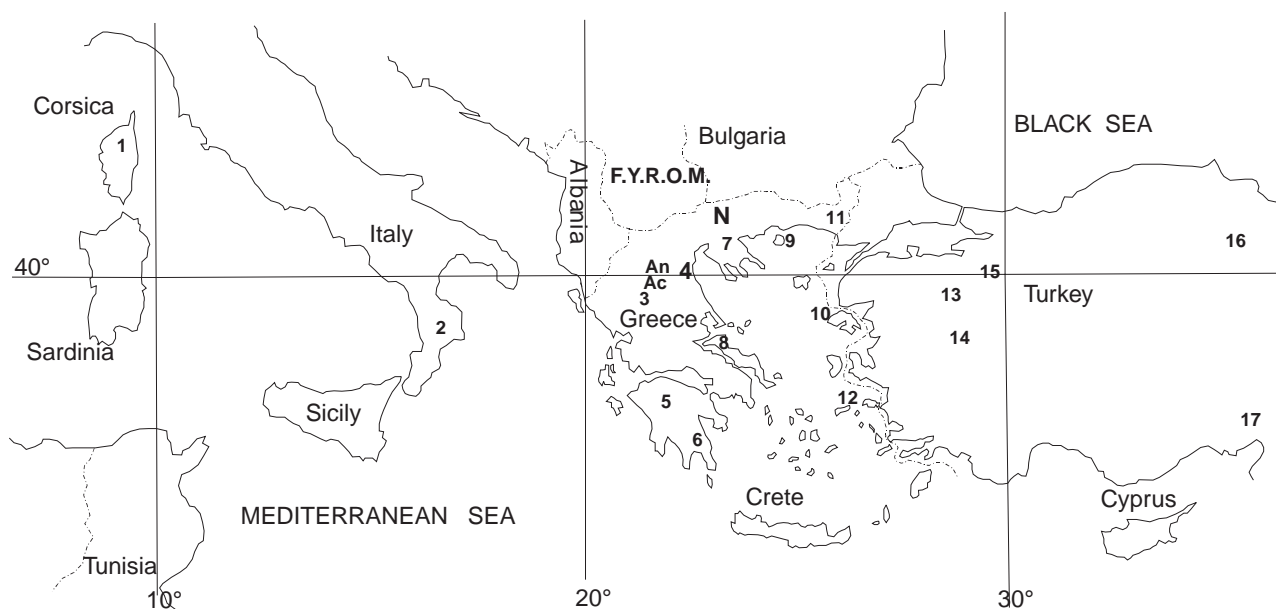 Corsica
1
BLACK SEA
Bulgaria
Albania
F.Y.R.O.M.
N
11
Italy
7
9
16
40°
An
4
15
Ac
3
13
Turkey
10
Greece
2
14
8
Sardinia
12
5
Sicily
17
6
Crete
Cyprus
MEDITERRANEAN SEA
Tunisia
10°
20°
30°